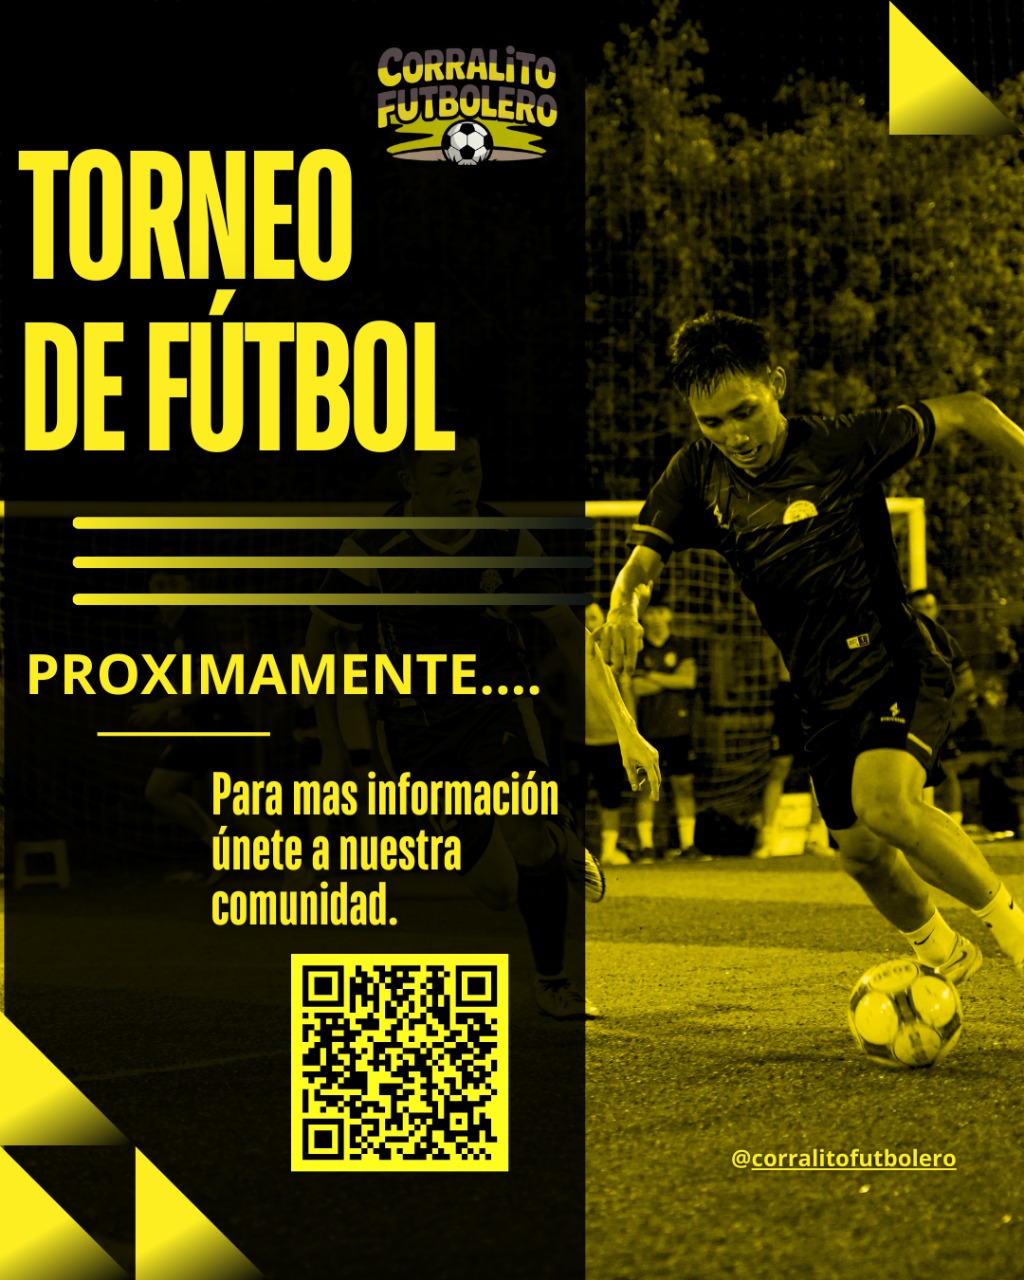 CORRALiTO
FUTBOLERO
TORNEO
DE FÚTBOL
PROXIMAMENTE....
Para mas información
únete a nuestra
comunidad.
@corralitofutbolero